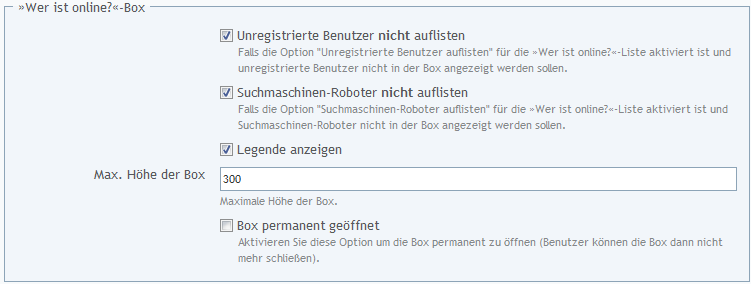 »Wer ist online?«-Box
Unregistrierte Benutzer nicht auflisten
Falls die Option "Unregistrierte Benutzer auflisten" für die »Wer ist online?«-Liste aktiviert ist und
unregistrierte Benutzer nicht in der Box angezeigt werden sollen.
Suchmaschinen-Roboter nicht auflisten
Falls die Option "Suchmaschinen-Roboter auflisten" für die »Wer ist online?«-Liste aktiviert ist und
Suchmaschinen-Roboter nicht in der Box angezeigt werden sollen.
Legende anzeigen
Max. Höhe der Box
300
Maximale Höhe der Box.
Box permanent geöffnet
Aktivieren Sie diese Option um die Box permanent zu öffnen (Benutzer können die Box dann nicht
mehr schließen).